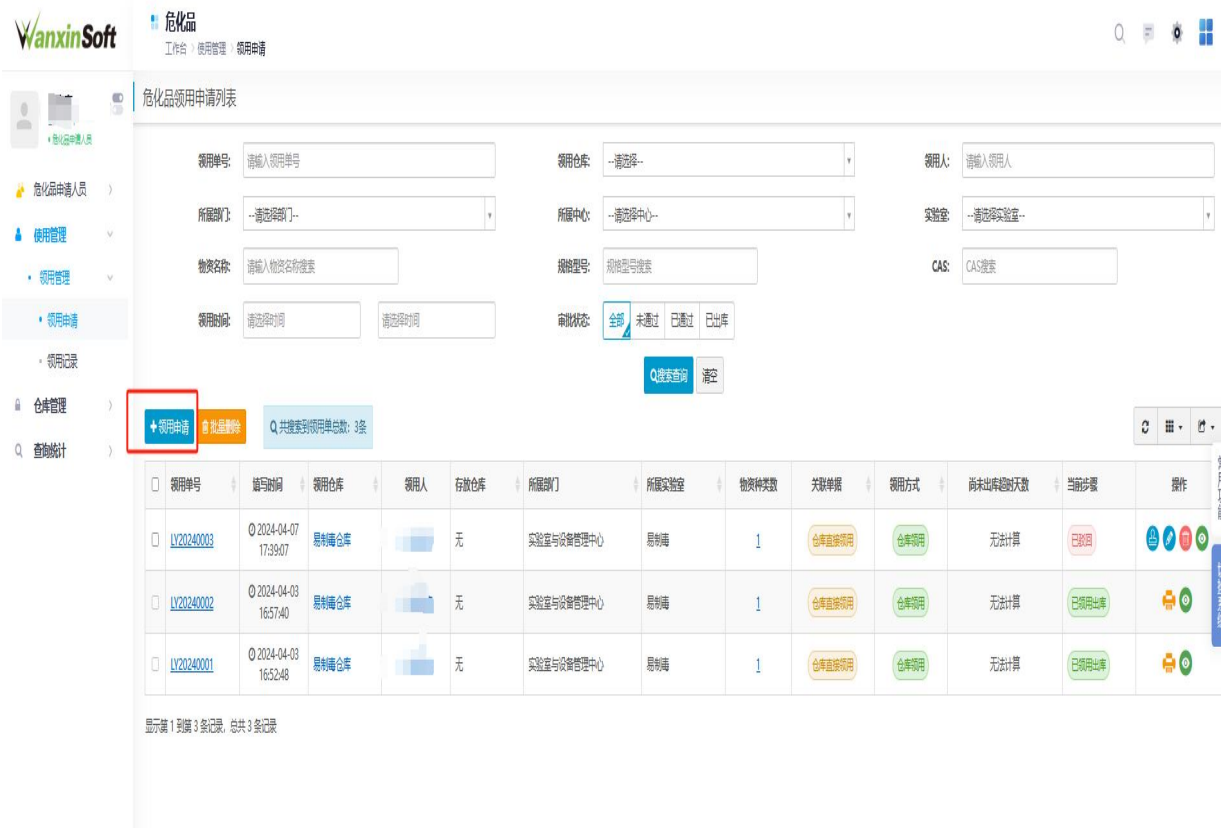 WanxinSoft
危化品
工作台 > 使用管理 > 领用申请
危化品申请人员
危化品申请人员
使用管理
领用管理
领用申请
领用记录
仓库管理
查询统计
危化品领用申请列表
领用单号: 请输入领用单号 领用仓库: --请选择-- 领用人: 请输入领用人
所属部门: --请选择部门-- 所属中心: --请选择中心-- 实验室: --请选择实验室--
物资名称: 请输入物资名称搜索 规格型号: 规格型号搜索 CAS: CAS搜索
领用时间: 请选择时间 请选择时间 审批状态: 全部 未通过 已通过 已出库
搜索查询 清空
+领用申请 批量删除 共搜索到领用单总数: 3条
领用单号 填写时间 领用仓库 领用人 存放仓库 所属部门 所属实验室 物资种类数 关联单据 领用方式 尚未出库超时天数 当前步骤 操作
LY20240003 2024-04-07 17:39:07 易制毒仓库 无 实验室与设备管理中心 易制毒 1 仓库直接领用 仓库领用 无法计算 已驳回
LY20240002 2024-04-03 16:57:40 易制毒仓库 无 实验室与设备管理中心 易制毒 1 仓库直接领用 仓库领用 无法计算 已领用出库
LY20240001 2024-04-03 16:52:48 易制毒仓库 无 实验室与设备管理中心 易制毒 1 仓库直接领用 仓库领用 无法计算 已领用出库
显示第 1 到第 3 条记录, 总共 3 条记录